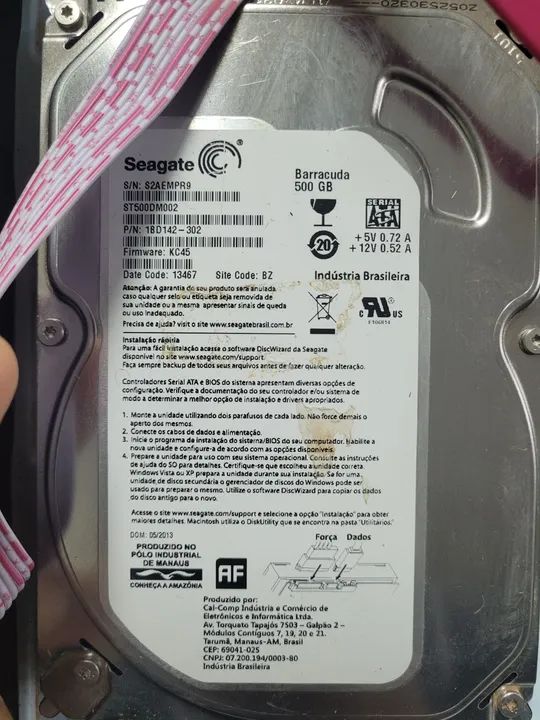 2052530320-
1015
Seagate
Barracuda
500 GB
S/N: S2AEMPR9
ST500DM002
P/N: 1BD142-302
Firmware: KC45
SERIAL
ATA
20
+5V 0.72 A
+12V 0.52 A
Date Code: 13467 Site Code: BZ
Indústria Brasileira
Atenção: A garantia do seu produto será anulada
caso qualquer selo ou etiqueta seja removida de
sua unidade ou a mesma apresentar sinais de queda
ou uso inadequado.
Precisa de ajuda? visit o site www.seagatebrasil.com.br
c RU US
E106814
Instalação rápida
Para uma fácil instalação acesse o software DiscWizard da Seagate
disponível no site www.seagate.com/support.
Faça sempre backup de todos seus arquivos antes de fazer qualquer alteração.
Controladores Serial ATA e BIOS do sistema apresentam diversas opções de
configuração. Verifique a documentação do seu controlador e/ou sistema de
modo a determinar a melhor opção de instalação e drivers apropriados.
1. Monte a unidade utilizando dois parafusos de cada lado. Não force demais o
aperto dos mesmos.
2. Conecte os cabos de dados e alimentação.
3. Inicie o programa da instalação do sistema/BIOS do seu computador. Habilite a
nova unidade e configure-a de acordo com as opções disponíveis.
4. Prepare a unidade para uso com seu sistema operacional. Consulte as instruções
de ajuda do SO para detalhes. Certifique-se que escolheu a unidade correta.
Windows Vista ou XP prepara a unidade durante sua instalação. Se for uma
unidade de disco secundária o gerenciador de discos do Windows pode ser
usado para preparar o mesmo. Utilize o software DiscWizard para copiar os dados
do disco antigo para o novo.
Acesse o site www.seagate.com/support e selecione a opção "Instalação" para obter
maiores detalhes. Macintosh utiliza o DiskUtility que se encontra na pasta "Utilitários."
DOM: 05/2013
PRODUZIDO NO
PÓLO INDUSTRIAL
DE MANAUS
CONHEÇA A AMAZÔNIA
AF
Força Dados
Produzido por:
Cal-Comp Indústria e Comércio de
Eletrônicos e Informática Ltda.
Av. Torquato Tapajós 7503 - Galpão 2 -
Módulos Contíguos 7, 19, 20 e 21.
Tarumã, Manaus-AM, Brasil
CEP: 69041-025
CNPJ: 07.200.194/0003-80
Indústria Brasileira